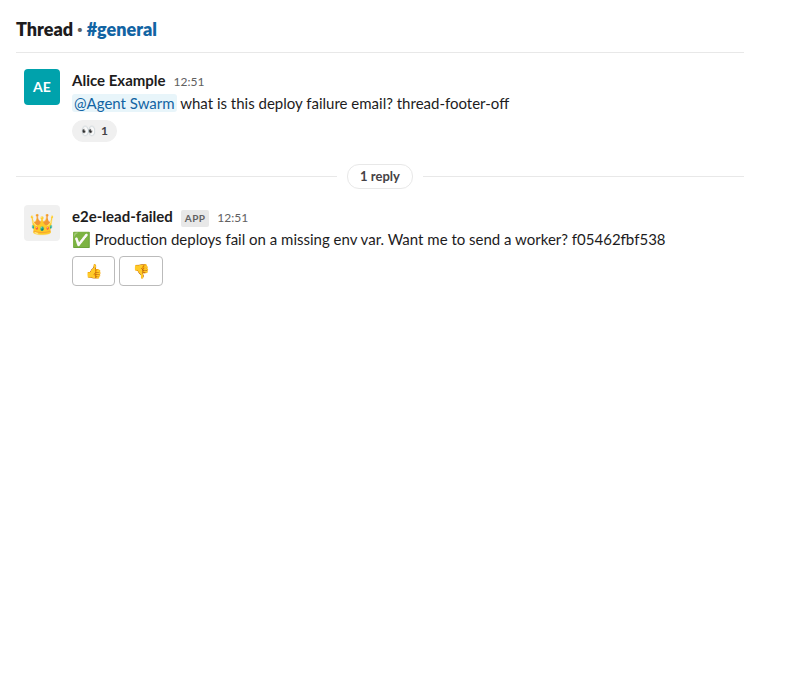 Thread • #general
AE
Alice Example 12:51
@Agent Swarm what is this deploy failure email? thread-footer-off
👀 1
1 reply
e2e-lead-failed APP 12:51
✅ Production deploys fail on a missing env var. Want me to send a worker? f05462fbf538
👍 👎